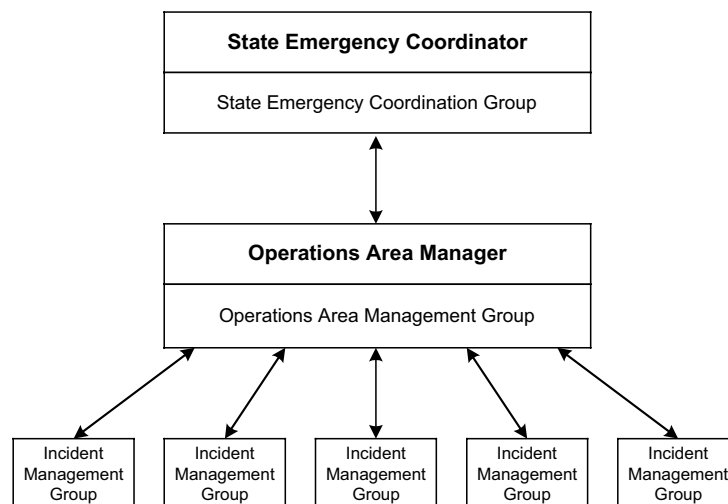 State Emergency Coordinator
State Emergency Coordination Group
Operations Area Manager
Operations Area Management Group
Incident
Management
Group
Incident
Management
Group
Incident
Management
Group
Incident
Management
Group
Incident
Management
Group